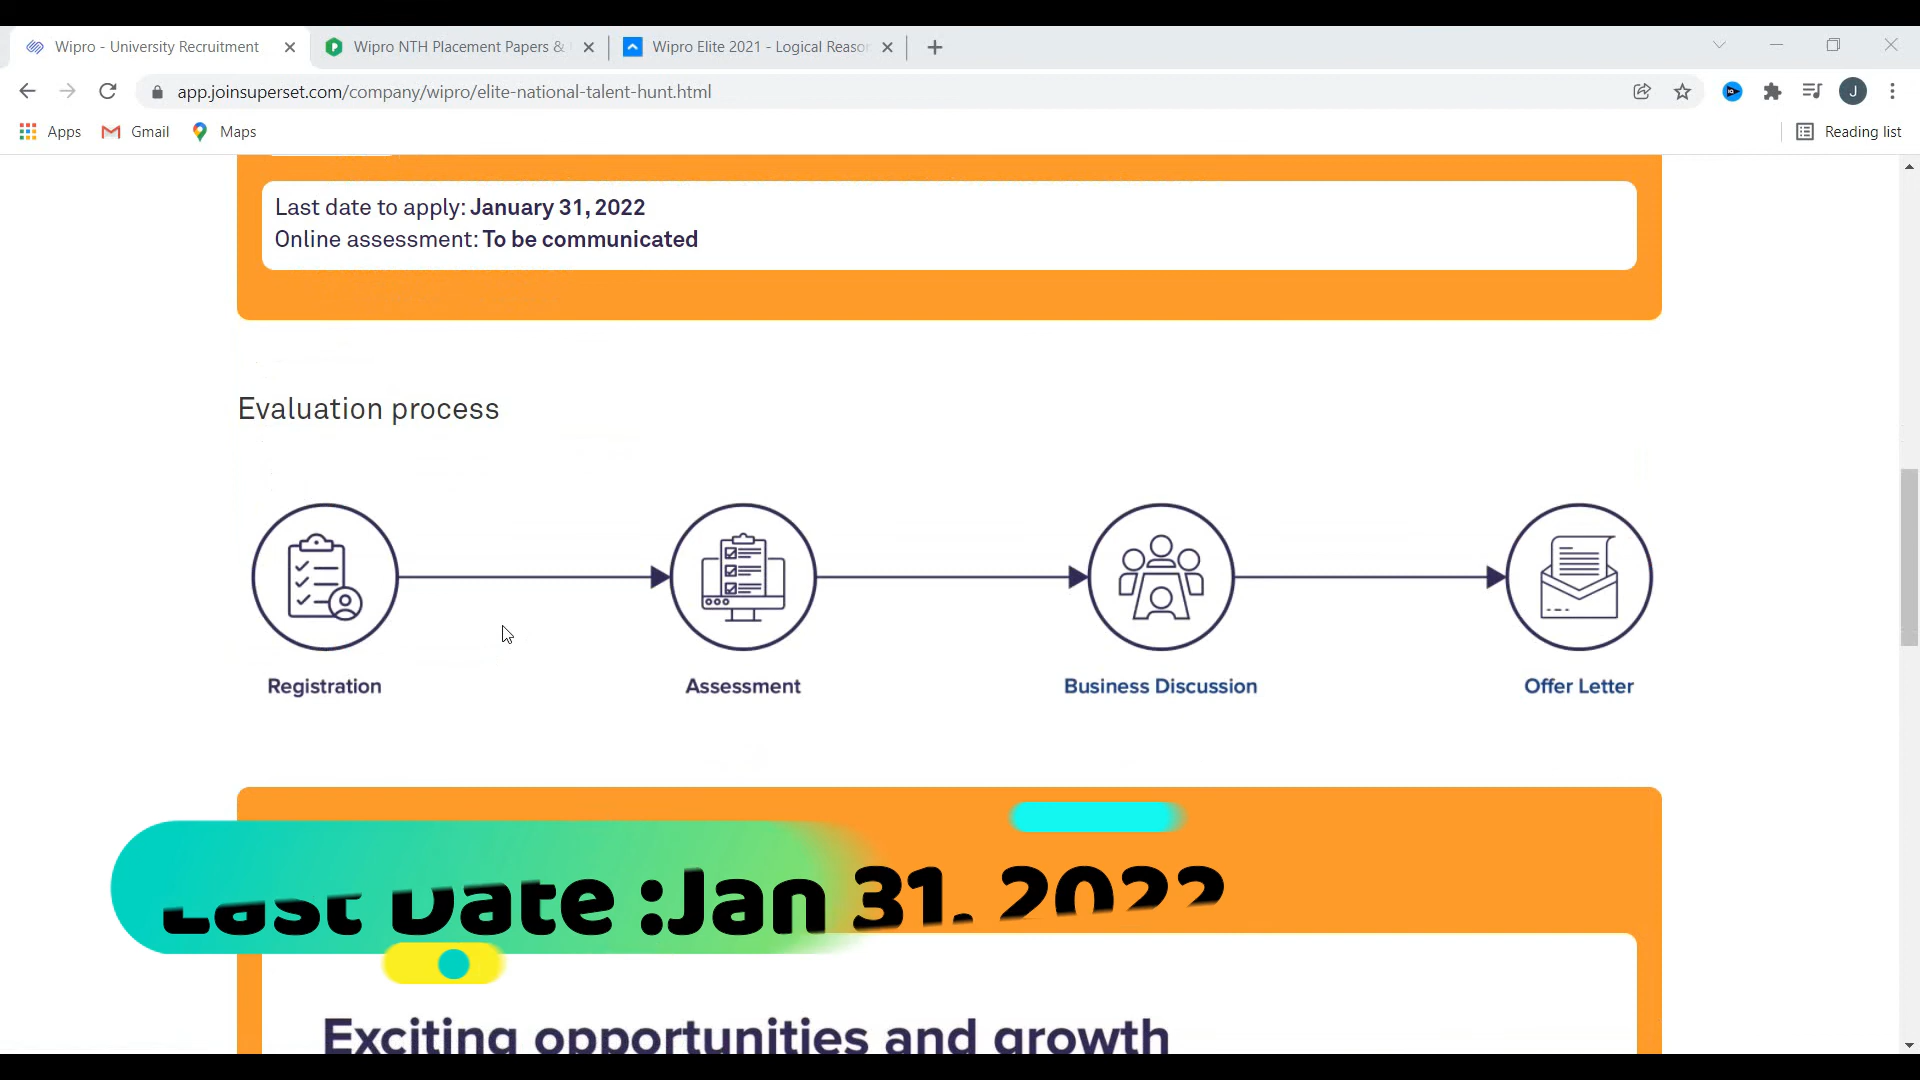 Wipro - University Recruitment
Wipro NTH Placement Papers &
Wipro Elite 2021 - Logical Reason
app.joinsuperset.com/company/wipro/elite-national-talent-hunt.html
J
Apps
Gmail
Maps
Reading list
Last date to apply: January 31, 2022
Online assessment: To be communicated
Evaluation process
Registration
Assessment
Business Discussion
Offer Letter
Last Date :Jan 31, 2022
Exciting opportunities and growth